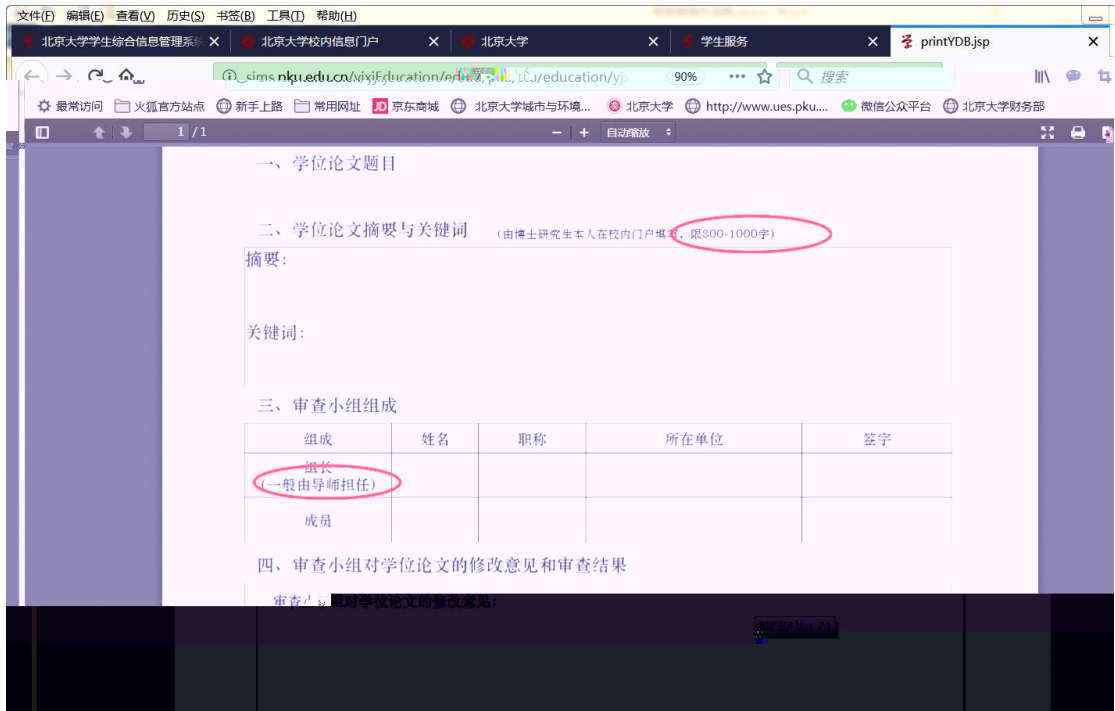 文件(F) 编辑(E) 查看(V) 历史(S) 书签(B) 工具(T) 帮助(H)
北京大学学生综合信息管理系统 北京大学校内信息门户 北京大学 学生服务 printYDB.jsp
90% 搜索
最常访问 火狐官方站点 新手上路 常用网址 JD 京东商城 北京大学城市与环境... 北京大学 http://www.ues.pku.... 微信公众平台 北京大学财务部
1 / 1 − + 自动缩放
一、学位论文题目
二、学位论文摘要与关键词 (由博士研究生本人在校内门户填写，限800-1000字)
摘要:
关键词:
三、审查小组组成
组成 姓名 职称 所在单位 签字
组长
(一般由导师担任)
成员
四、审查小组对学位论文的修改意见和审查结果
审查小组对学位论文的修改意见: